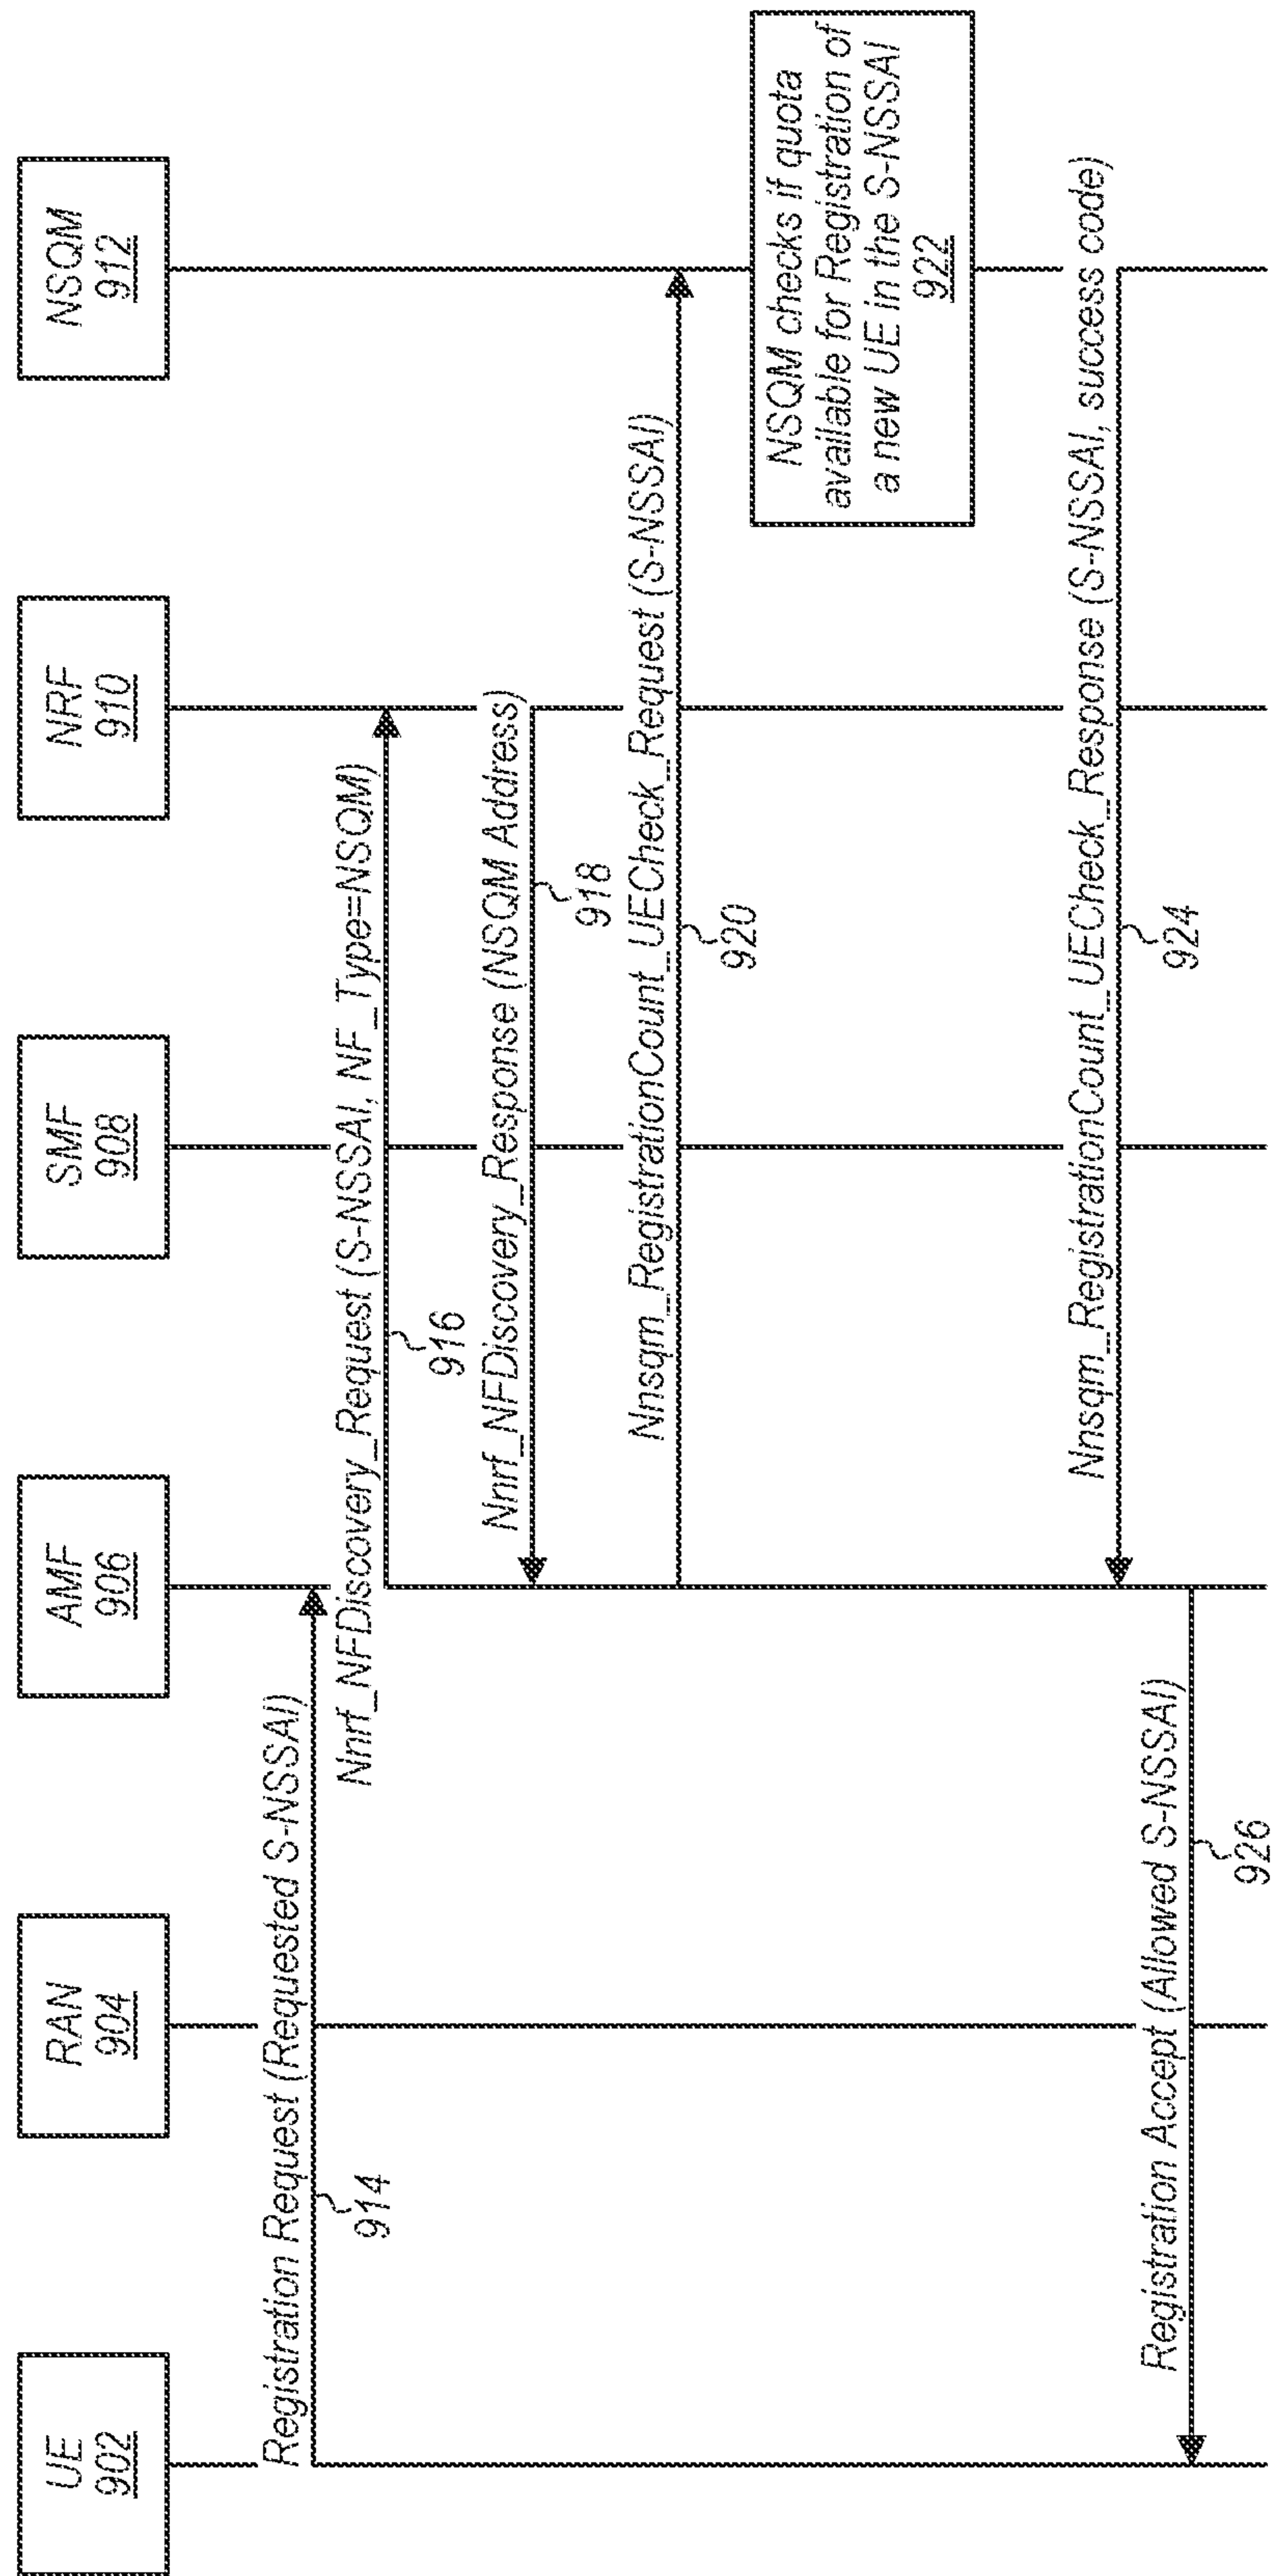 UE
902
RAN
904
AMF
906
SMF
908
NRF
910
NSQM
912
Registration Request (Requested S-NSSAI)
914
Nnrf_NFDiscovery_Request (S-NSSAI, NF_Type=NSQM)
916
Nnrf_NFDiscovery_Response (NSQM Address)
918
Nnsqm_RegistrationCount_UECheck_Request (S-NSSAI)
920
NSQM checks if quota
available for Registration of
a new UE in the S-NSSAI
922
Nnsqm_RegistrationCount_UECheck_Response (S-NSSAI, success code)
924
Registration Accept (Allowed S-NSSAI)
926